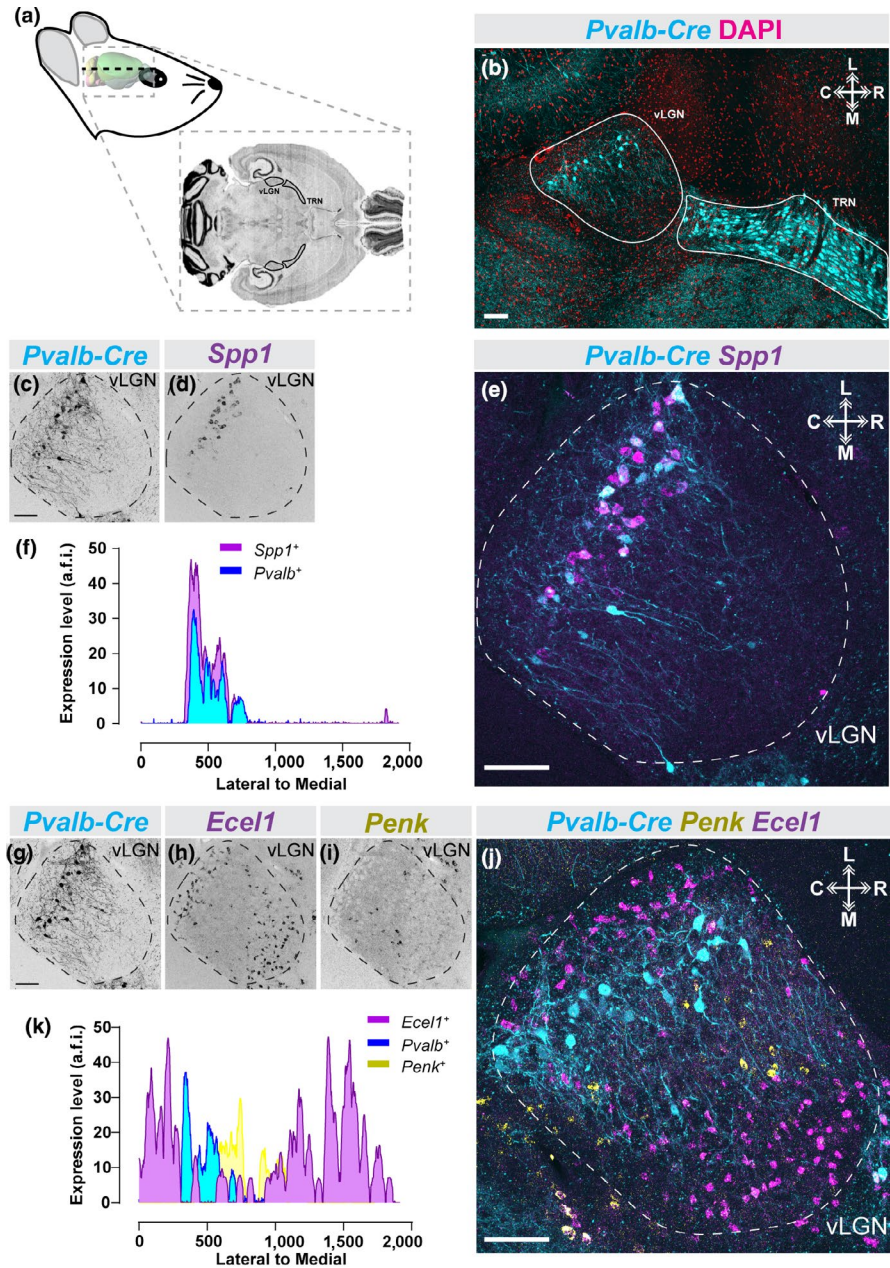 (a)
vLGN
TRN
Pvalb-Cre DAPI
(b)
vLGN
TRN
L
C R
M
Pvalb-Cre
(c)
vLGN
Spp1
(d)
vLGN
Pvalb-Cre Spp1
(e)
L
C R
M
vLGN
(f)
Expression level (a.f.i.)
50
40
30
20
10
0
Spp1+
Pvalb+
0 500 1,000 1,500 2,000
Lateral to Medial
Pvalb-Cre
(g)
vLGN
Ecel1
(h)
vLGN
Penk
(i)
vLGN
Pvalb-Cre Penk Ecel1
(j)
L
C R
M
vLGN
(k)
Expression level (a.f.i.)
50
40
30
20
10
0
Ecel1+
Pvalb+
Penk+
0 500 1,000 1,500 2,000
Lateral to Medial